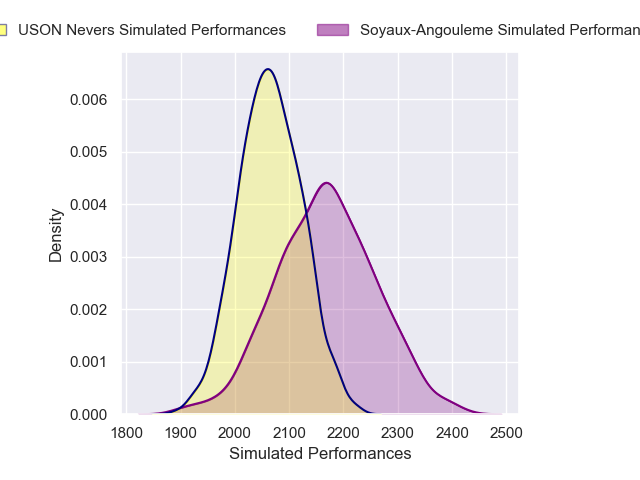 USON Nevers Simulated Performances Soyaux-Angouleme Simulated Performan
0.006
0.005
0.004
0.003
0.002
0.001
0.000
Density
1800 1900 2000 2100 2200 2300 2400 2500
Simulated Performances